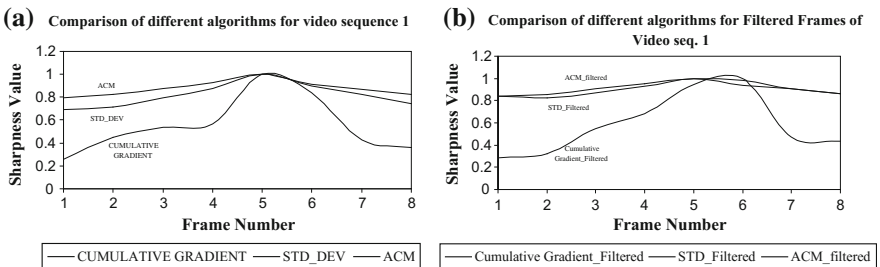 (a)
Comparison of different algorithms for video sequence 1
Sharpness Value
1.2
1
0.8
0.6
0.4
0.2
0
ACM
STD_DEV
CUMULATIVE
GRADIENT
1 2 3 4 5 6 7 8
Frame Number
CUMULATIVE GRADIENT STD_DEV ACM
(b)
Comparison of different algorithms for Filtered Frames of
Video seq. 1
Sharpness Value
1.2
1
0.8
0.6
0.4
0.2
0
ACM_filtered
STD_Filtered
Cumulative
Gradient_Filtered
1 2 3 4 5 6 7 8
Frame Number
Cumulative Gradient_Filtered STD_Filtered ACM_filtered